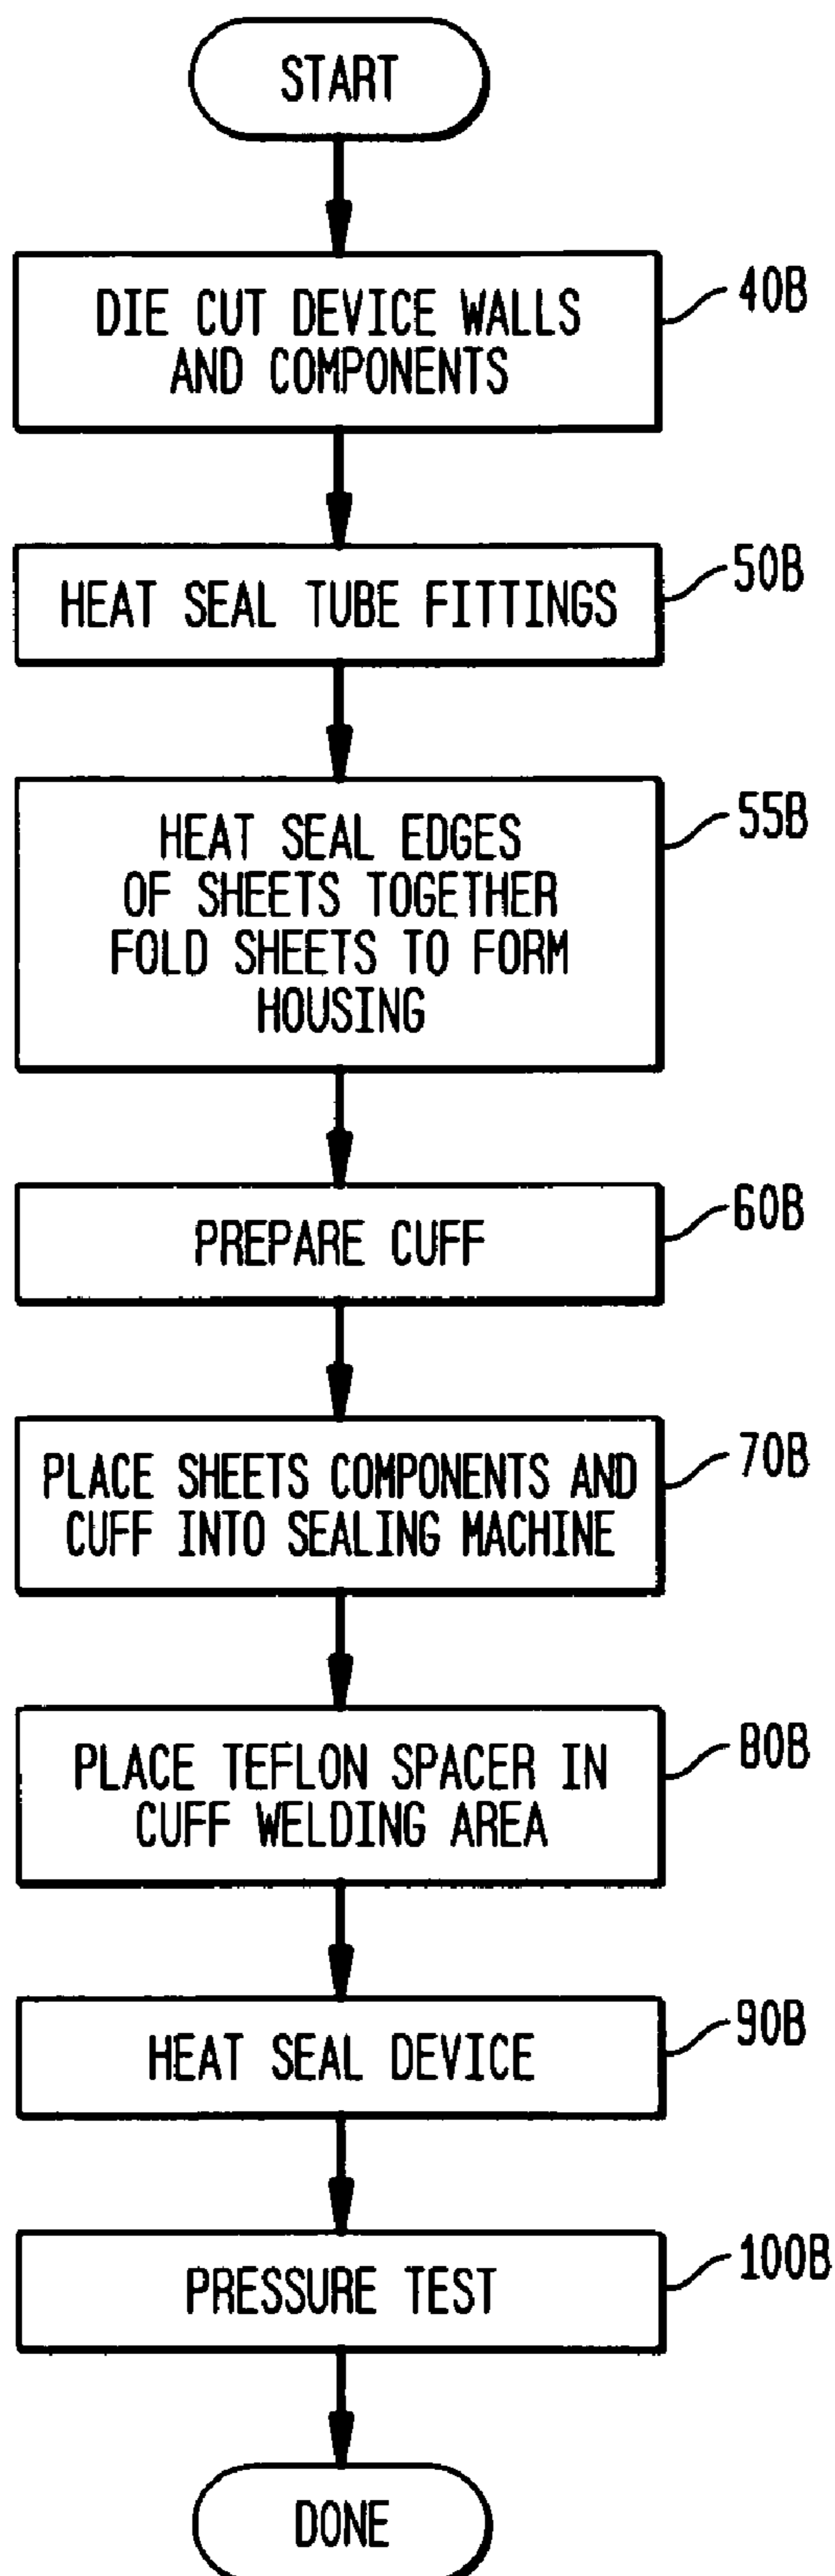 START
DIE CUT DEVICE WALLS
AND COMPONENTS
40B
HEAT SEAL TUBE FITTINGS
50B
HEAT SEAL EDGES
OF SHEETS TOGETHER
FOLD SHEETS TO FORM
HOUSING
55B
PREPARE CUFF
60B
PLACE SHEETS COMPONENTS AND
CUFF INTO SEALING MACHINE
70B
PLACE TEFLON SPACER IN
CUFF WELDING AREA
80B
HEAT SEAL DEVICE
90B
PRESSURE TEST
100B
DONE